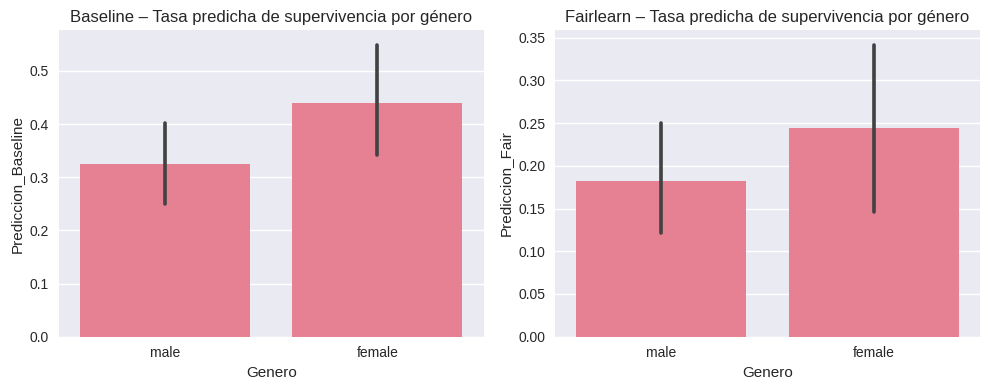 Baseline – Tasa predicha de supervivencia por género
Prediccion_Baseline
0.5
0.4
0.3
0.2
0.1
0.0
male
female
Genero
Fairlearn – Tasa predicha de supervivencia por género
Prediccion_Fair
0.35
0.30
0.25
0.20
0.15
0.10
0.05
0.00
male
female
Genero